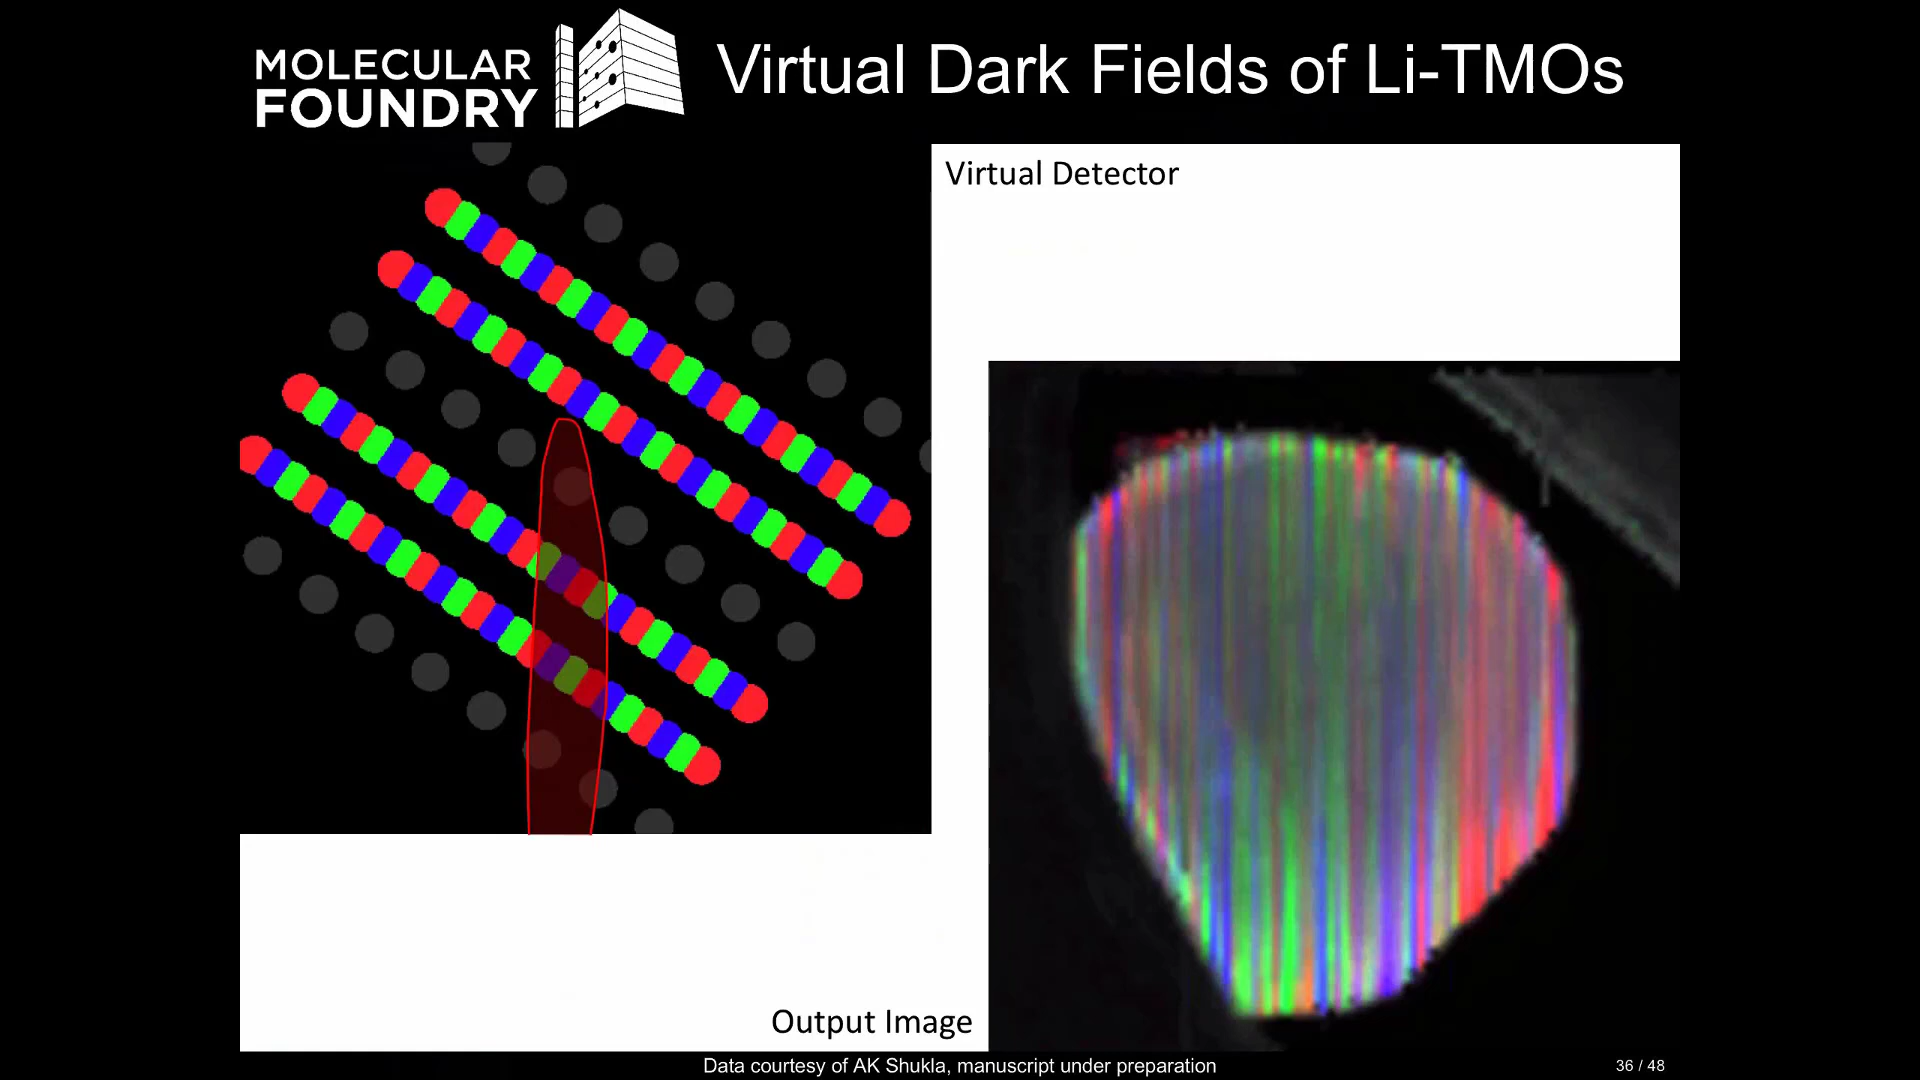 MOLECULAR
FOUNDRY
Virtual Dark Fields of Li-TMOs
Virtual Detector
Output Image
Data courtesy of AK Shukla, manuscript under preparation
36 / 48